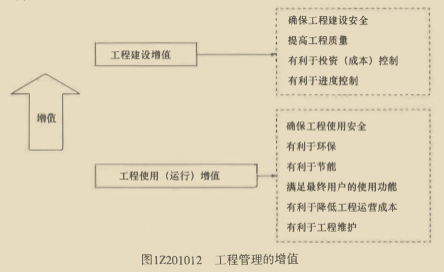 确保工程建设安全
提高工程质量
工程建设增值
有利于投资（成本）控制
有利于进度控制
增值
确保工程使用安全
有利于环保
有利于节能
工程使用（运行）增值
满足最终用户的使用功能
有利于降低工程运营成本
有利于工程维护
图1Z201012 工程管理的增值